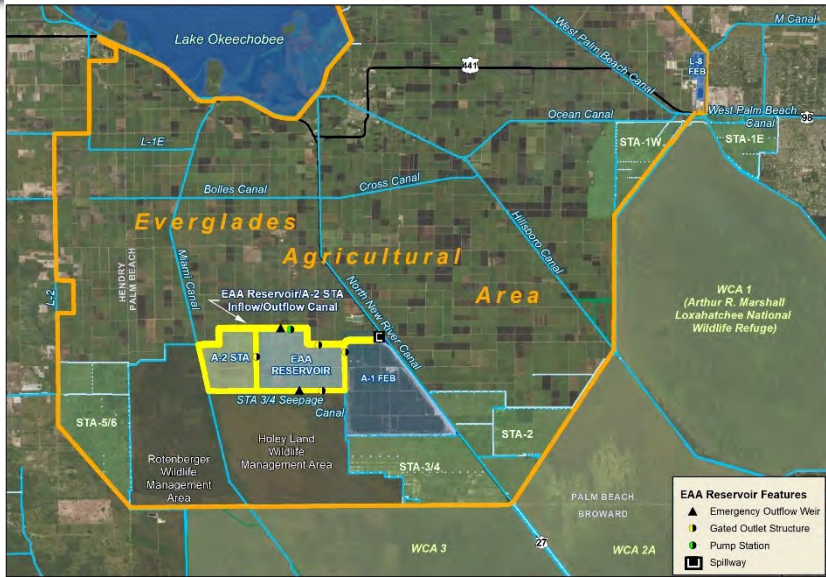 Lake Okeechobee
West Palm Beach Canal
M Canal
441
L-8
FEB
West Palm Beach
Canal
98
Ocean Canal
L-1E
STA-1W
STA-1E
Bolles Canal
Cross Canal
Hillsboro Canal
Everglades
Agricultural
Area
HENDRY
PALM BEACH
L-2
Miami Canal
North New River Canal
EAA Reservoir/A-2 STA
Inflow/Outflow Canal
WCA 1
(Arthur R. Marshall
Loxahatchee National
Wildlife Refuge)
A-2 STA
EAA
RESERVOIR
A-1 FEB
STA 3/4 Seepage
Canal
STA-5/6
STA-2
Holey Land
Wildlife
Management Area
Rotenberger
Wildlife
Management
Area
STA-3/4
PALM BEACH
BROWARD
27
WCA 3
WCA 2A
EAA Reservoir Features
Emergency Outflow Weir
Gated Outlet Structure
Pump Station
Spillway